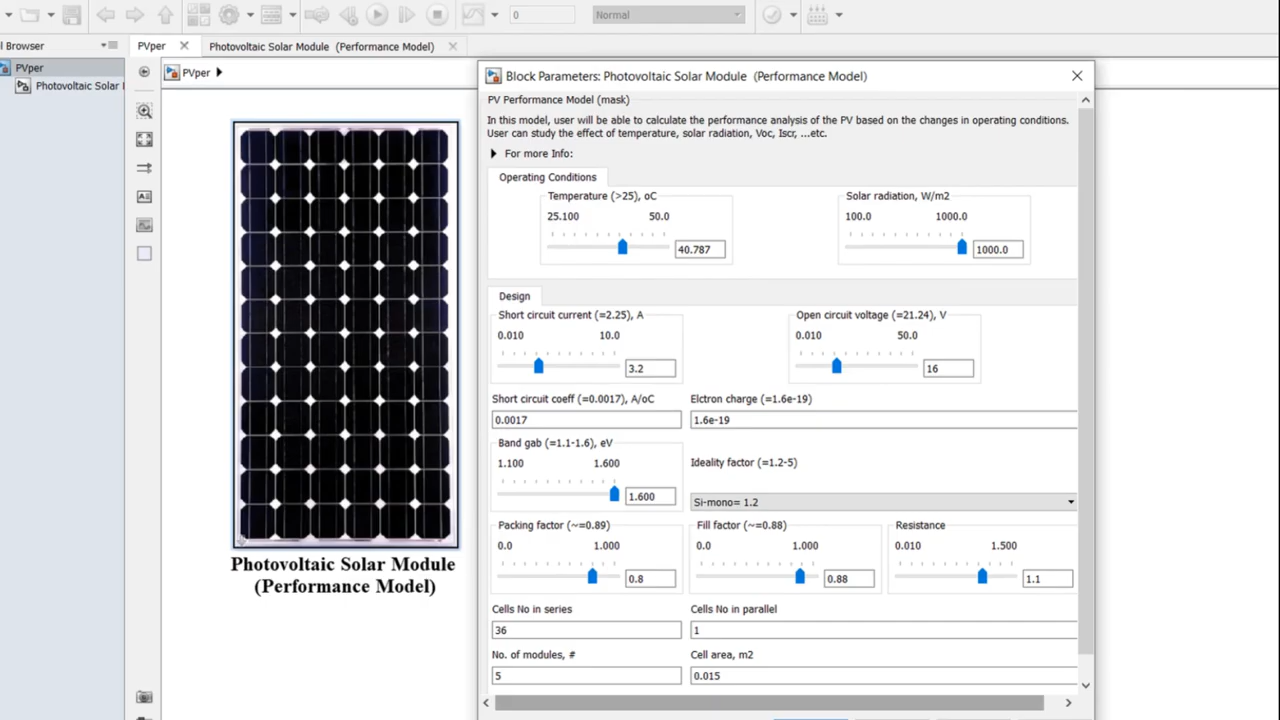 0
Normal
l Browser
PVper
Photovoltaic Solar Module (Performance Model)
PVper
Photovoltaic Solar
PVper
Block Parameters: Photovoltaic Solar Module (Performance Model)
PV Performance Model (mask)
In this model, user will be able to calculate the performance analysis of the PV based on the changes in operating conditions.
User can study the effect of temperature, solar radiation, Voc, Iscr, ...etc.
For more Info:
Operating Conditions
Temperature (>25), oC
Solar radiation, W/m2
25.100 50.0
100.0 1000.0
40.787
1000.0
Design
Short circuit current (=2.25), A
Open circuit voltage (=21.24), V
0.010 10.0
0.010 50.0
3.2
16
Short circuit coeff (=0.0017), A/oC
Elctron charge (=1.6e-19)
0.0017
1.6e-19
Band gab (=1.1-1.6), eV
1.100 1.600
Ideality factor (=1.2-5)
1.600
Si-mono= 1.2
Packing factor (~=0.89)
Fill factor (~=0.88)
Resistance
0.0 1.000
0.0 1.000
0.010 1.500
0.8
0.88
1.1
Cells No in series
Cells No in parallel
36
1
No. of modules, #
Cell area, m2
5
0.015
Photovoltaic Solar Module
(Performance Model)